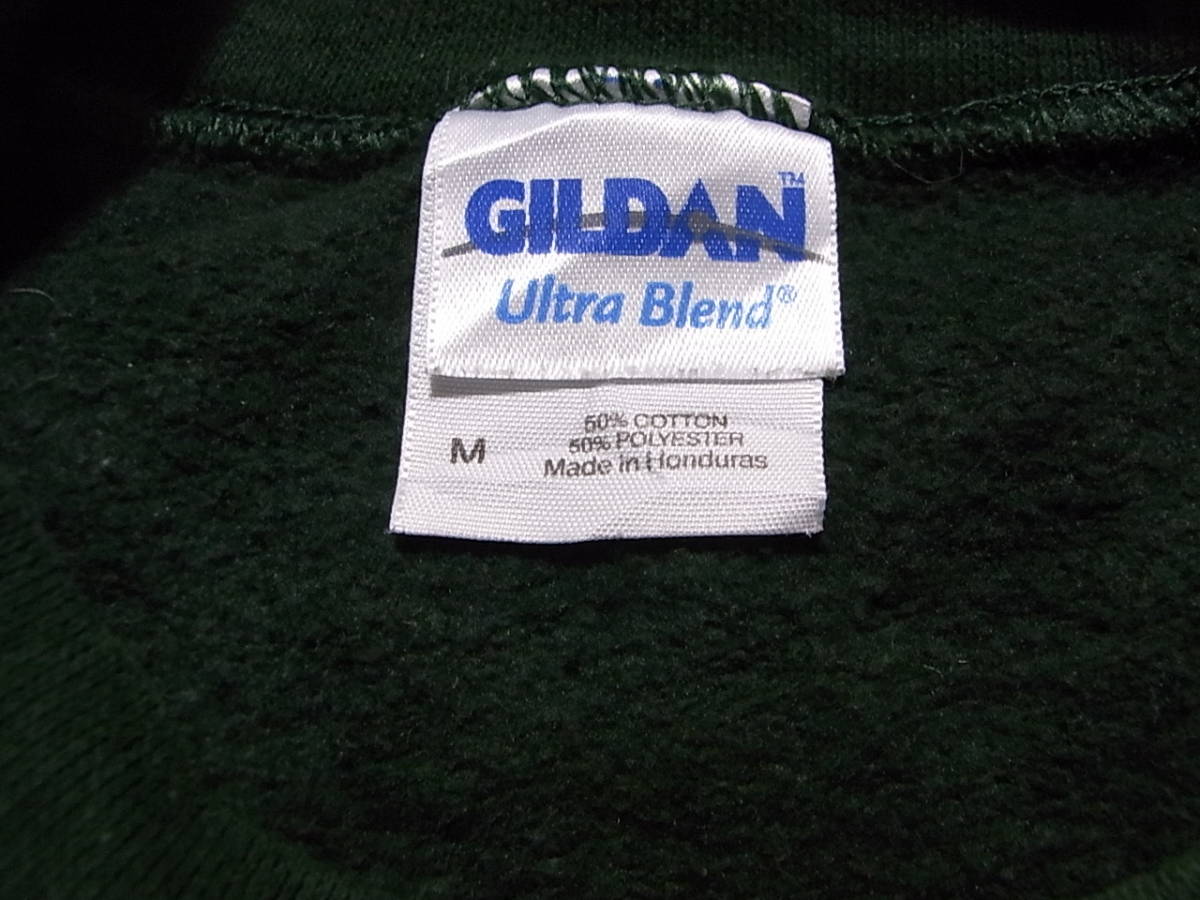 GILDAN™
Ultra Blend®
M
50% COTTON
50% POLYESTER
Made in Honduras